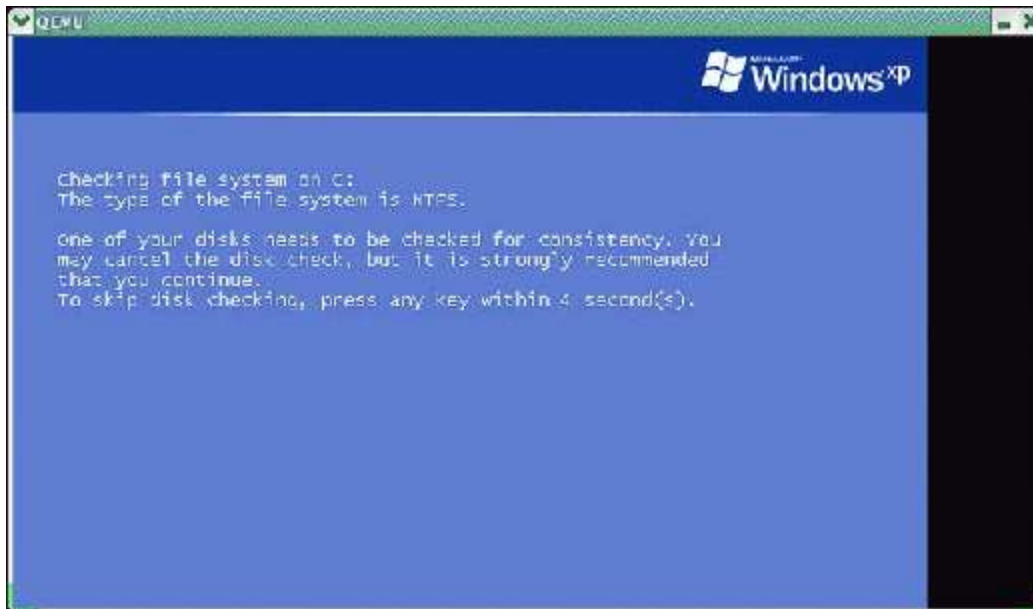 QEMU
Windows xp
Checking file system on C:
The type of the file system is NTFS.
One of your disks needs to be checked for consistency. You
may cancel the disk check, but it is strongly recommended
that you continue.
To skip disk checking, press any key within 4 second(s).